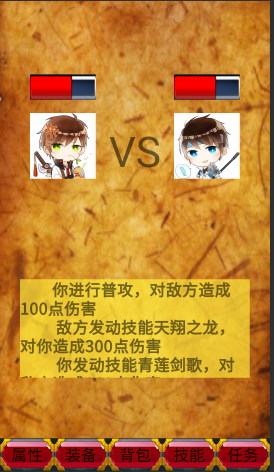 VS
你进行普攻，对敌方造成
100点伤害
敌方发动技能天翔之龙，
对你造成300点伤害
你发动技能青莲剑歌，对
属性 装备 背包 技能 任务